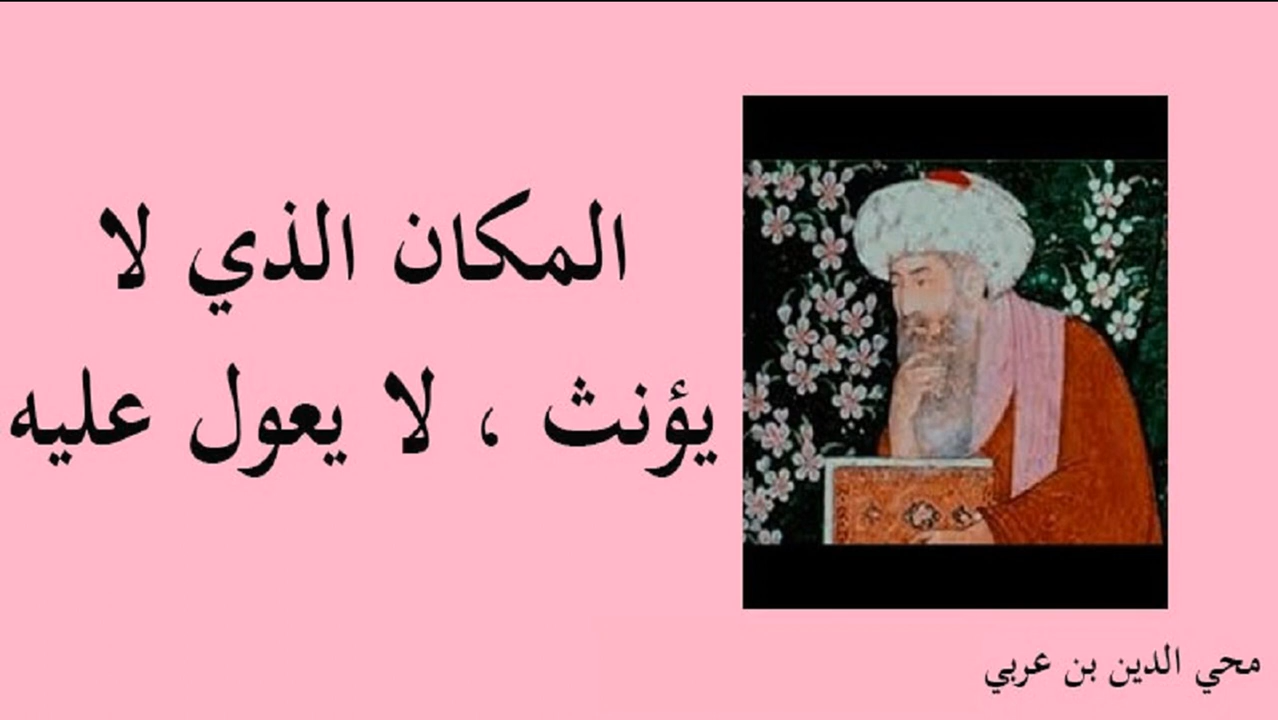 المكان الذي لا
يؤنث ، لا يعول عليه
محي الدين بن عربي